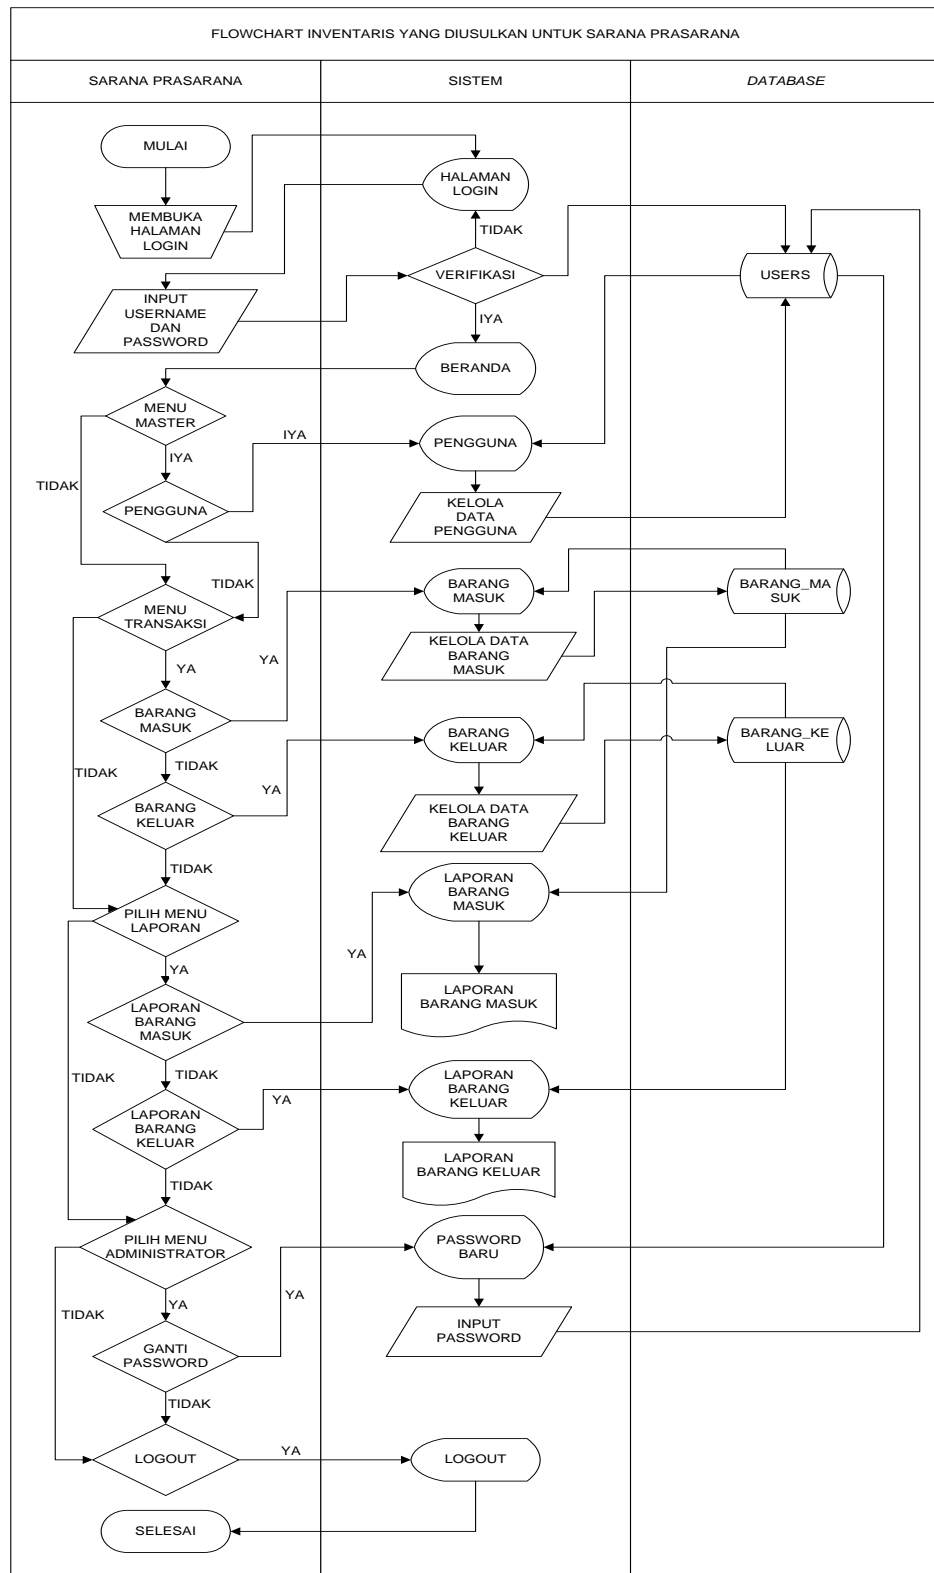 FLOWCHART INVENTARIS YANG DIUSULKAN UNTUK SARANA PRASARANA
SARANA PRASARANA
SISTEM
DATABASE
MULAI
HALAMAN
LOGIN
MEMBUKA
HALAMAN
LOGIN
TIDAK
VERIFIKASI
USERS
INPUT
USERNAME
DAN
PASSWORD
IYA
BERANDA
MENU
MASTER
IYA
PENGGUNA
IYA
TIDAK
PENGGUNA
KELOLA
DATA
PENGGUNA
TIDAK
MENU
TRANSAKSI
BARANG
MASUK
BARANG_MA
SUK
KELOLA DATA
BARANG
MASUK
YA
YA
BARANG
MASUK
BARANG
KELUAR
BARANG_KE
LUAR
TIDAK
TIDAK
YA
BARANG
KELUAR
KELOLA DATA
BARANG
KELUAR
TIDAK
LAPORAN
BARANG
MASUK
PILIH MENU
LAPORAN
YA
YA
LAPORAN
BARANG MASUK
LAPORAN
BARANG
MASUK
TIDAK
TIDAK
LAPORAN
BARANG
KELUAR
YA
LAPORAN
BARANG
KELUAR
LAPORAN
BARANG KELUAR
TIDAK
PILIH MENU
ADMINISTRATOR
PASSWORD
BARU
YA
YA
TIDAK
INPUT
PASSWORD
GANTI
PASSWORD
TIDAK
LOGOUT
YA
LOGOUT
SELESAI